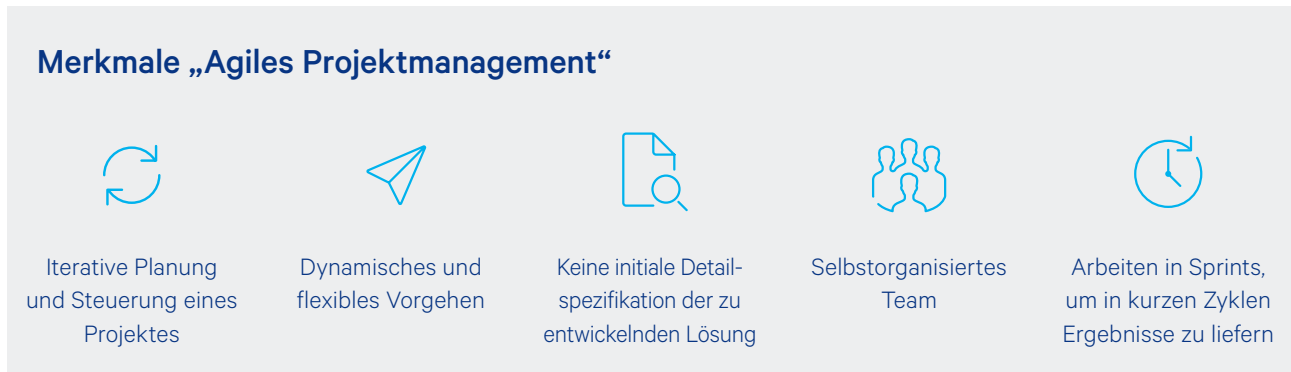 Merkmale „Agiles Projektmanagement“
Iterative Planung
und Steuerung eines
Projektes
Dynamisches und
flexibles Vorgehen
Keine initiale Detail-
spezifikation der zu
entwickelnden Lösung
Selbstorganisiertes
Team
Arbeiten in Sprints,
um in kurzen Zyklen
Ergebnisse zu liefern